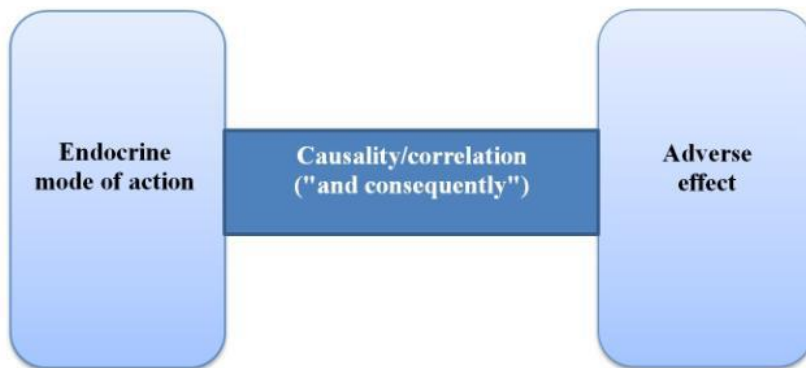 Endocrine
mode of action
Causality/correlation
("and consequently")
Adverse
effect